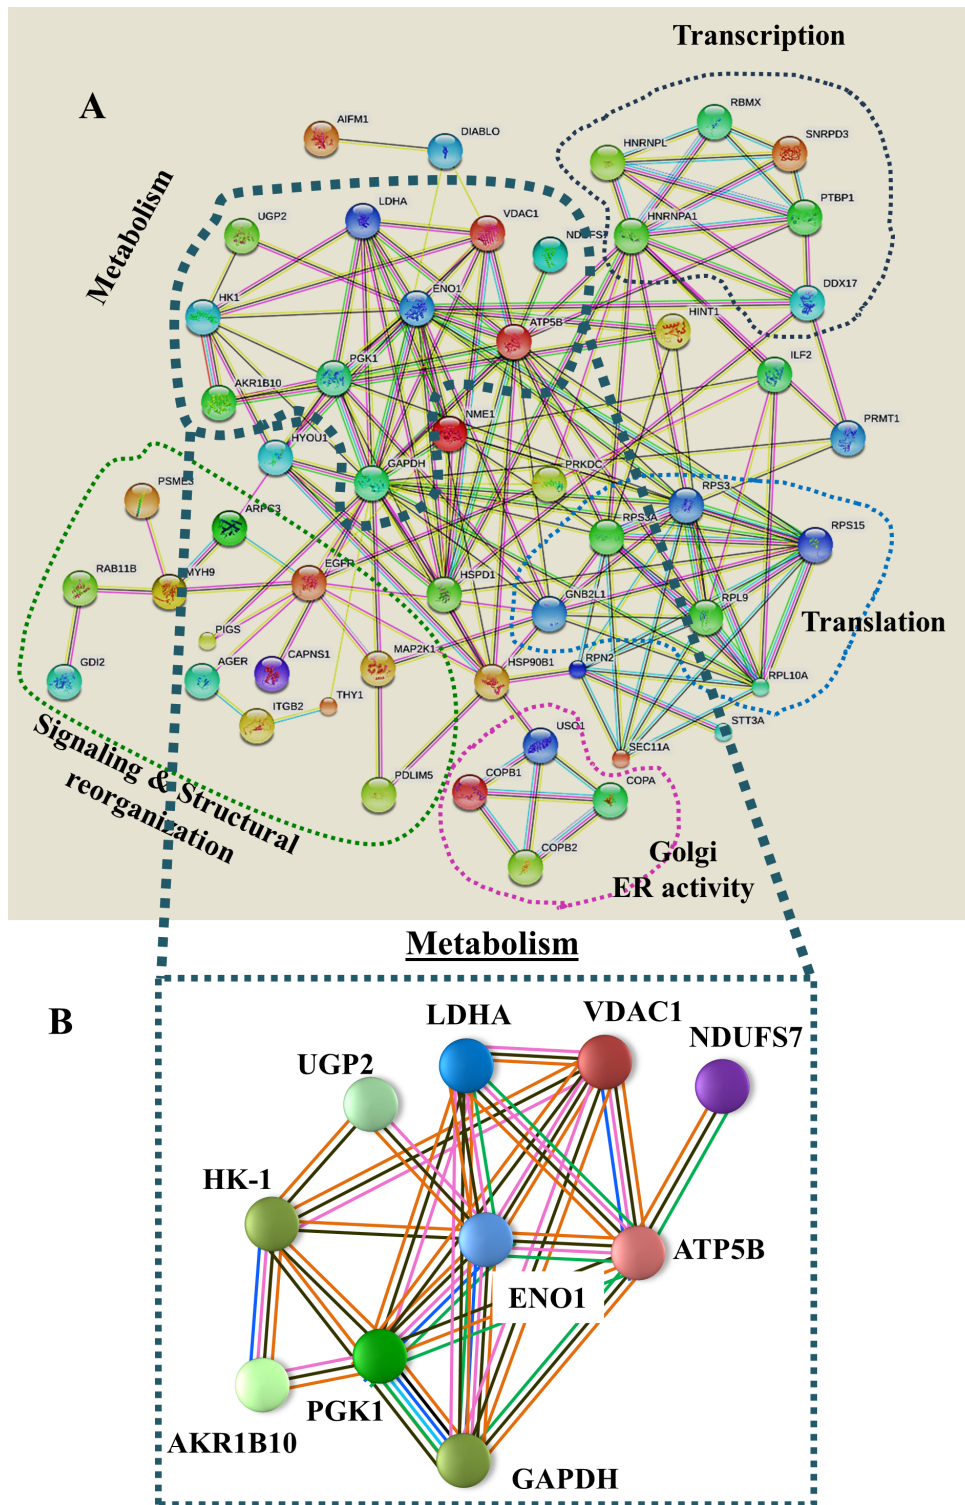 Transcription
A
RBMX
AIFM1
DIABLO
SNRPD3
HNRNPL
Metabolism
PTBP1
LDHA
UGP2
VDAC1
HNRNPA1
NDUFS7
DDX17
ENO1
HK1
HINT1
ATP5B
ILF2
PGK1
AKR1B10
PRMT1
NME1
HYOU1
GAPDH
PRKDC
PSME3
RPS3
ARPC3
RPS3A
RPS15
RAB11B
MYH9
EGFR
HSPD1
GNB2L1
RPL9
Translation
PIGS
CAPNS1
MAP2K1
AGER
HSP90B1
RPN2
GDI2
THY1
RPL10A
ITGB2
STT3A
Signaling & Structural
reorganization
USO1
SEC11A
COPB1
COPA
PDLIM5
COPB2
Golgi
ER activity
Metabolism
B
LDHA
VDAC1
NDUFS7
UGP2
HK-1
ATP5B
ENO1
PGK1
AKR1B10
GAPDH